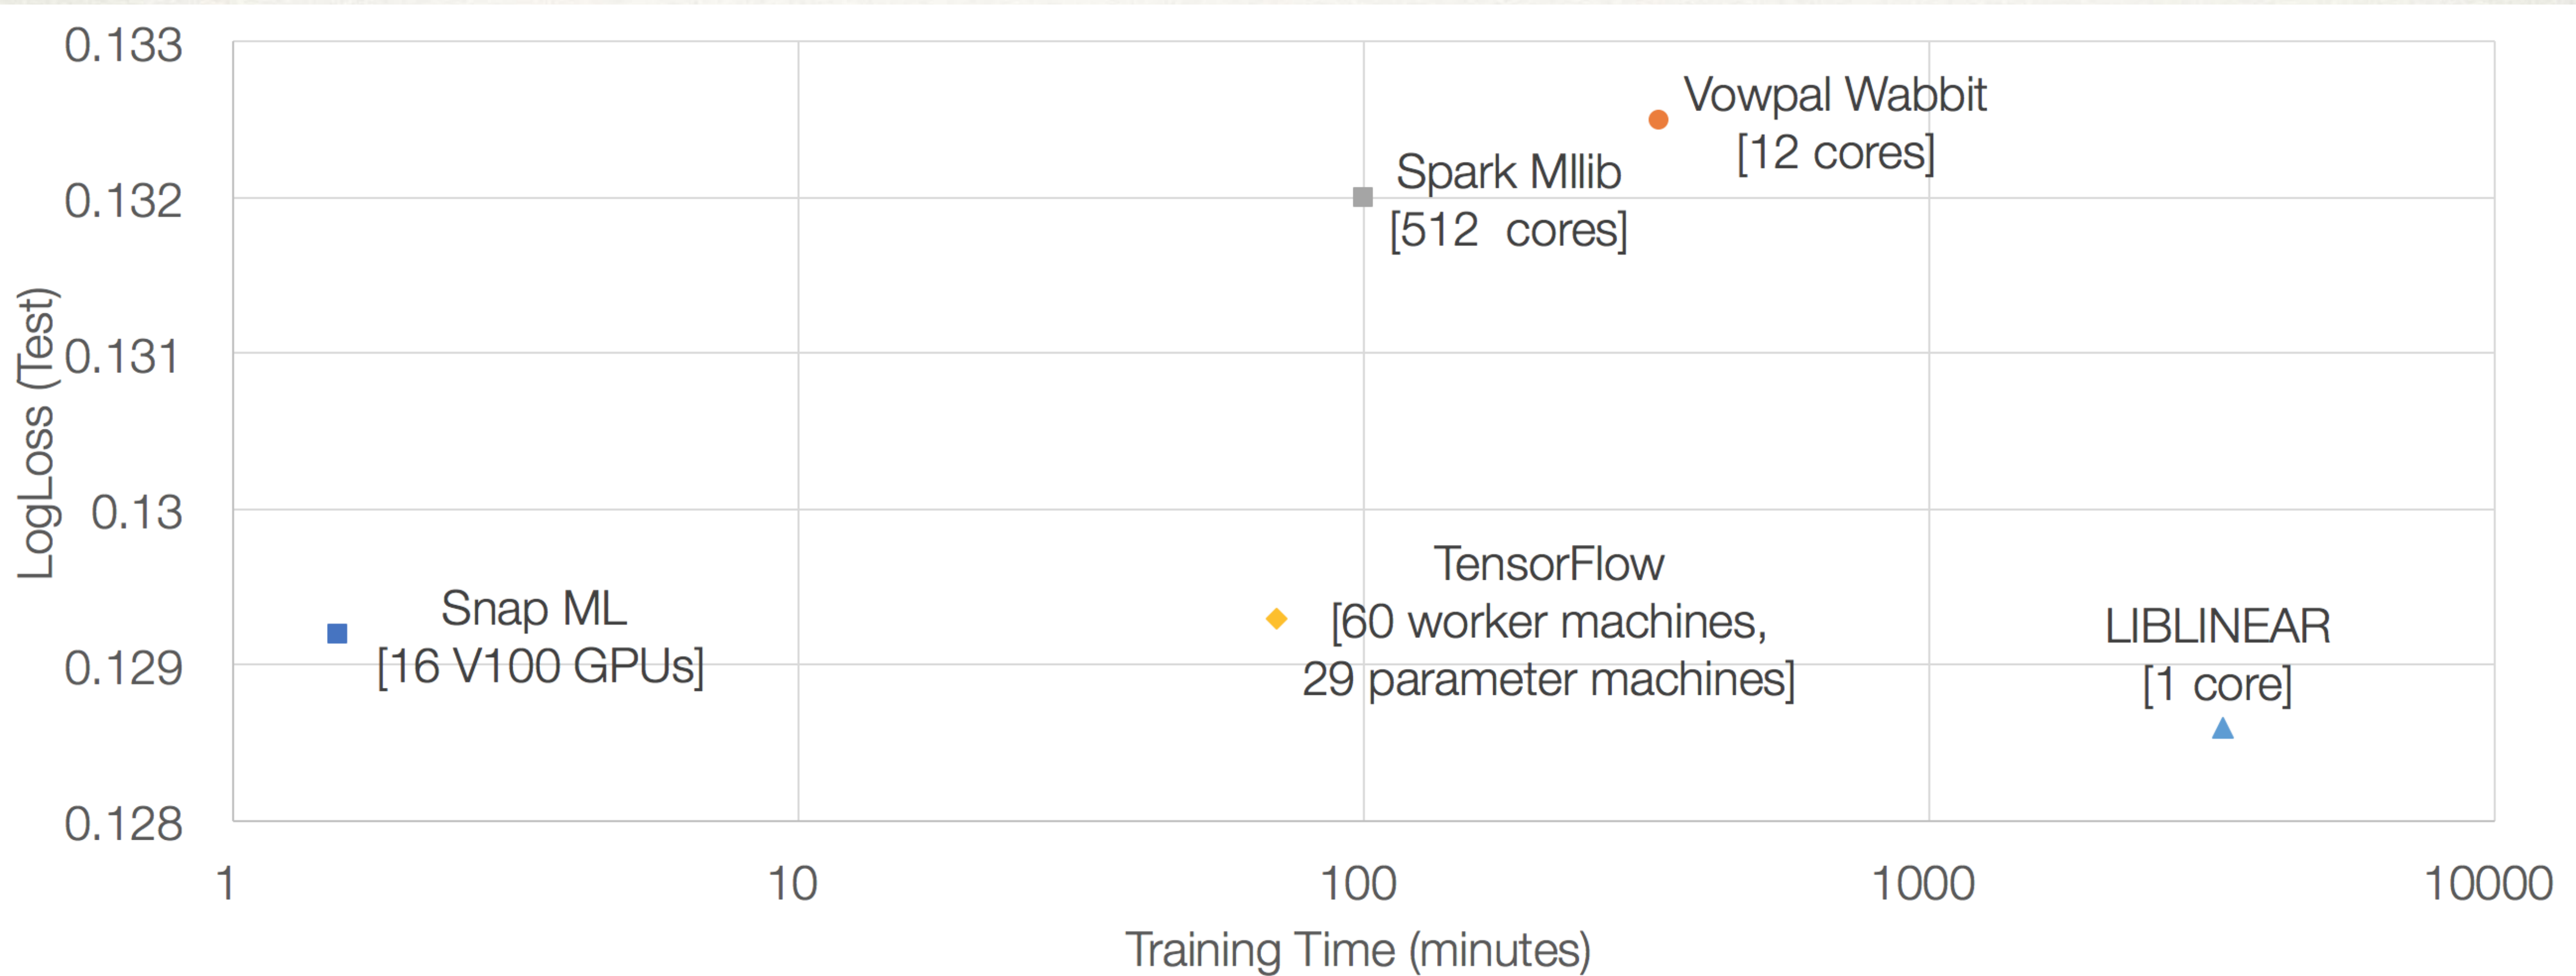 0.133
0.132
0.131
0.13
0.129
0.128
LogLoss (Test)
Vowpal Wabbit
[12 cores]
Spark Mllib
[512 cores]
TensorFlow
[60 worker machines,
29 parameter machines]
Snap ML
[16 V100 GPUs]
LIBLINEAR
[1 core]
1
10
100
1000
10000
Training Time (minutes)